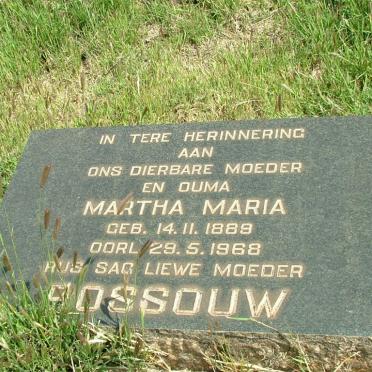 IN TERE HERINNERING
AAN
ONS DIERBARE MOEDER
EN OUMA
MARTHA MARIA
GEB. 14. 11. 1889
OORL. 29. 5. 1968
RUS SAG LIEWE MOEDER
ROSSOUW